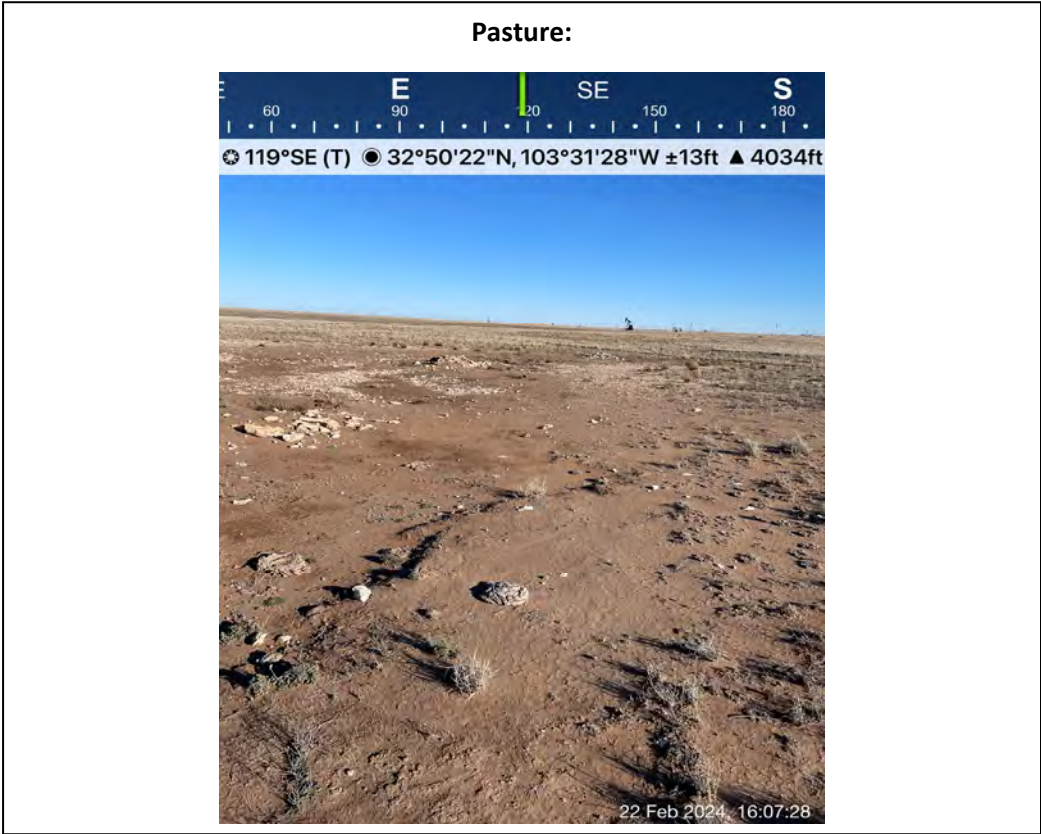 Pasture:
E SE S
60 90 120 150 180
119°SE (T) 32°50'22"N, 103°31'28"W ±13ft ▲ 4034ft
22 Feb 2024, 16:07:28